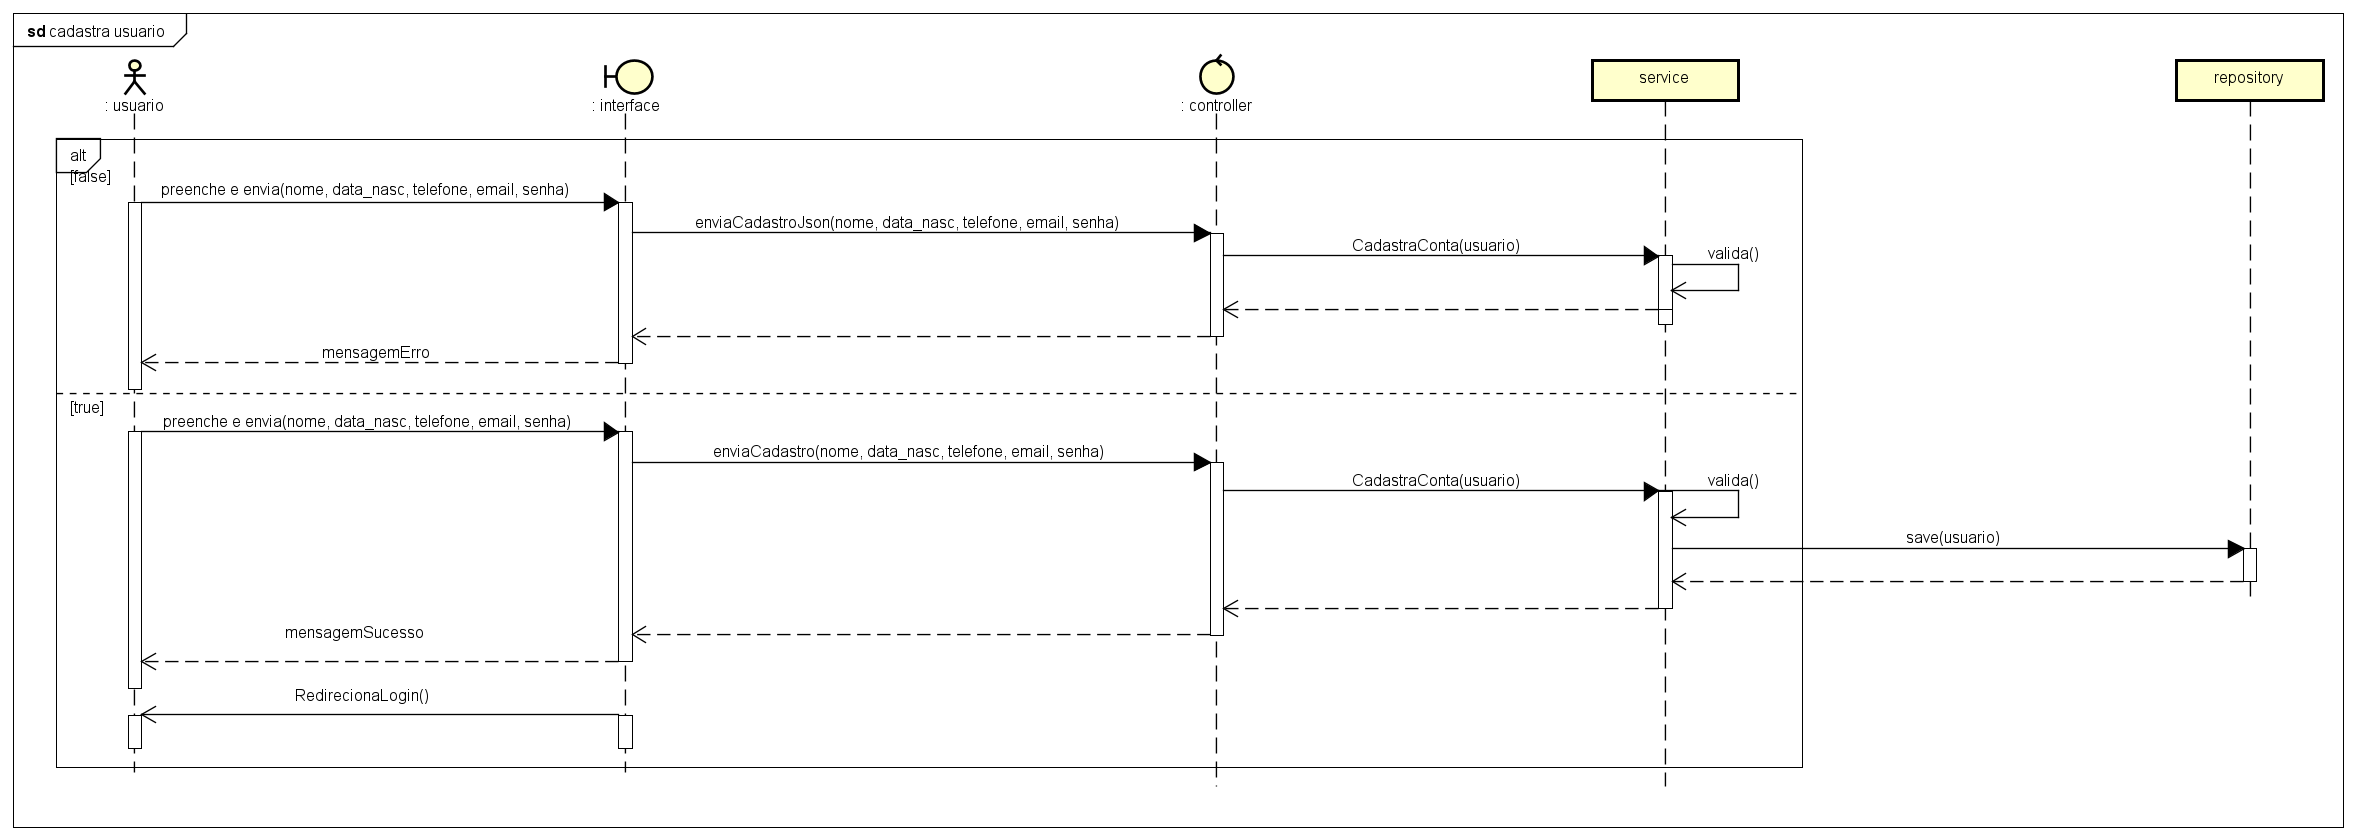 sd cadastra usuario
: usuario
: interface
: controller
service
repository
alt
[false]
preenche e envia(nome, data_nasc, telefone, email, senha)
enviaCadastroJson(nome, data_nasc, telefone, email, senha)
CadastraConta(usuario)
valida()
mensagemErro
[true]
preenche e envia(nome, data_nasc, telefone, email, senha)
enviaCadastro(nome, data_nasc, telefone, email, senha)
CadastraConta(usuario)
valida()
save(usuario)
mensagemSucesso
RedirecionaLogin()